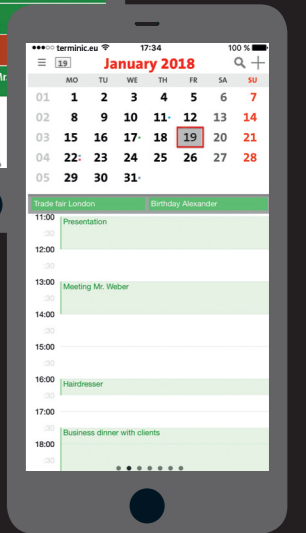 terminic.eu 17:34 100 %
19 January 2018
MO TU WE TH FR SA SU
01 1 2 3 4 5 6 7
02 8 9 10 11 12 13 14
03 15 16 17 18 19 20 21
04 22 23 24 25 26 27 28
05 29 30 31
Trade fair London Birthday Alexander
11:00 Presentation
:30
12:00
:30
13:00 Meeting Mr. Weber
:30
14:00
:30
15:00
:30
16:00 Hairdresser
:30
17:00
:30 Business dinner with clients
18:00
:30